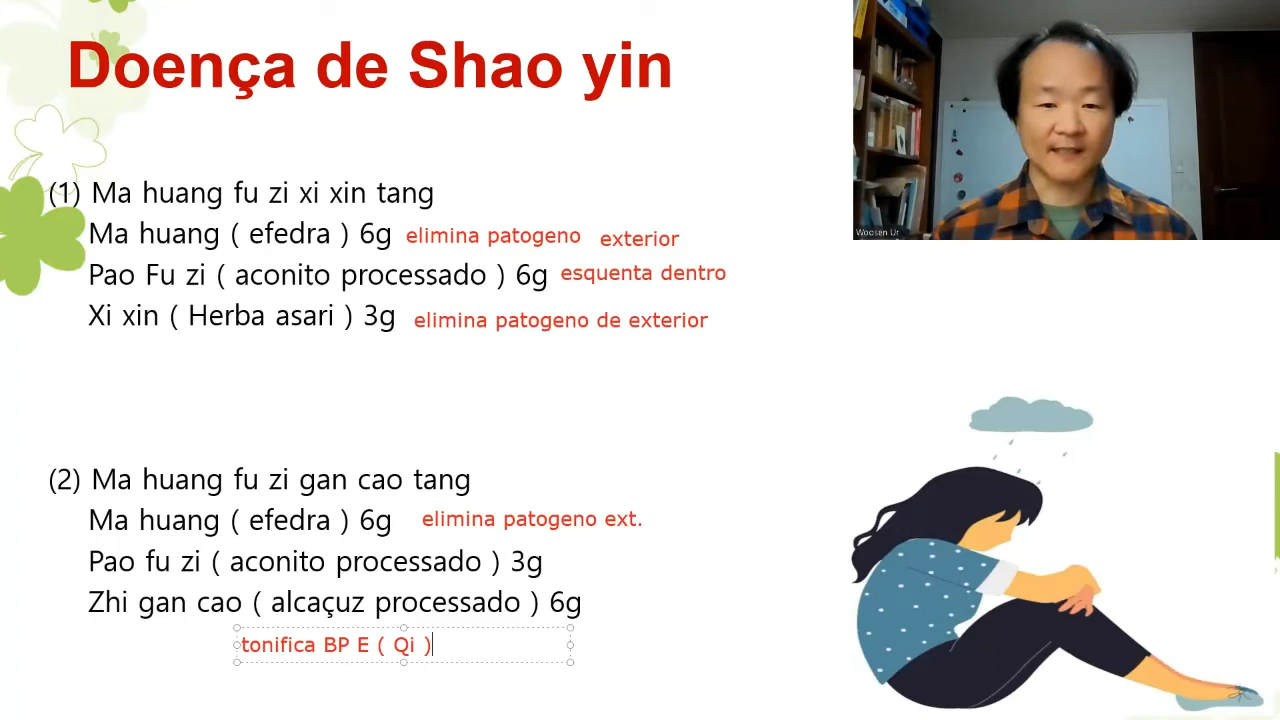 Doença de Shao yin
Woosen Ur
(1) Ma huang fu zi xi xin tang
Ma huang ( efedra ) 6g elimina patogeno exterior
Pao Fu zi ( aconito processado ) 6g esquenta dentro
Xi xin ( Herba asari ) 3g elimina patogeno de exterior
(2) Ma huang fu zi gan cao tang
Ma huang ( efedra ) 6g elimina patogeno ext.
Pao fu zi ( aconito processado ) 3g
Zhi gan cao ( alcaçuz processado ) 6g
tonifica BP E ( Qi )